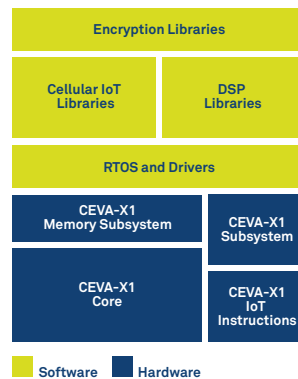 Encryption Libraries
Cellular IoT
Libraries
DSP
Libraries
RTOS and Drivers
CEVA-X1
Memory Subsystem
CEVA-X1
Subsystem
CEVA-X1
Core
CEVA-X1
IoT
Instructions
Software
Hardware